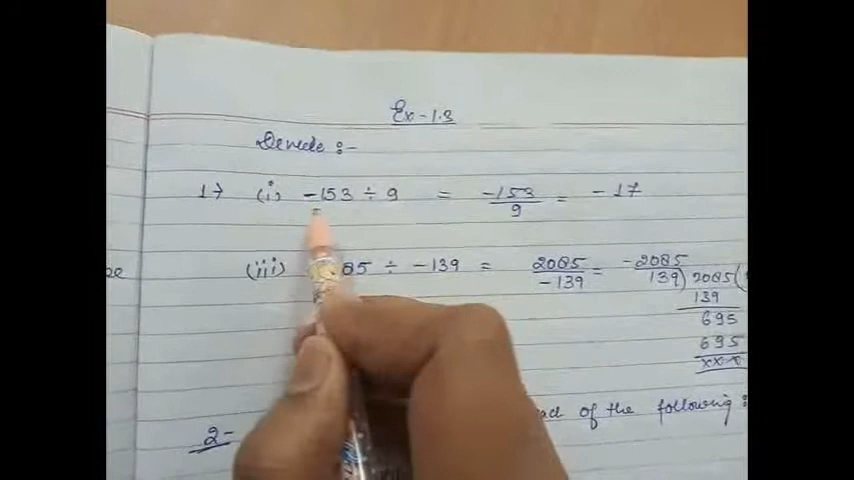 Ex-1.3
Devide :-
1→ (i) -153 ÷ 9 = -153/9 = -17
(iii) 85 ÷ -139 = 2085/-139 = -2085/139) 2085(
139
695
695
xxx
2- of the following :